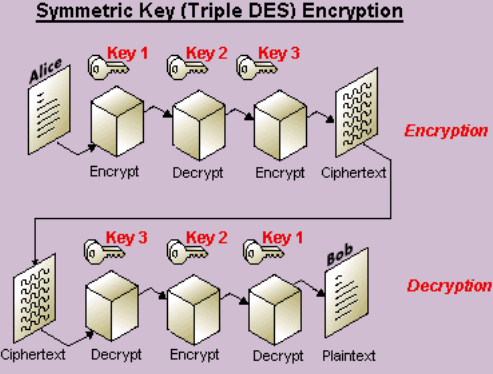 Symmetric Key (Triple DES) Encryption
Key 1 Key 2 Key 3
Alice
Encryption
Encrypt Decrypt Encrypt Ciphertext
Key 3 Key 2 Key 1
Bob
Decryption
Ciphertext Decrypt Encrypt Decrypt Plaintext